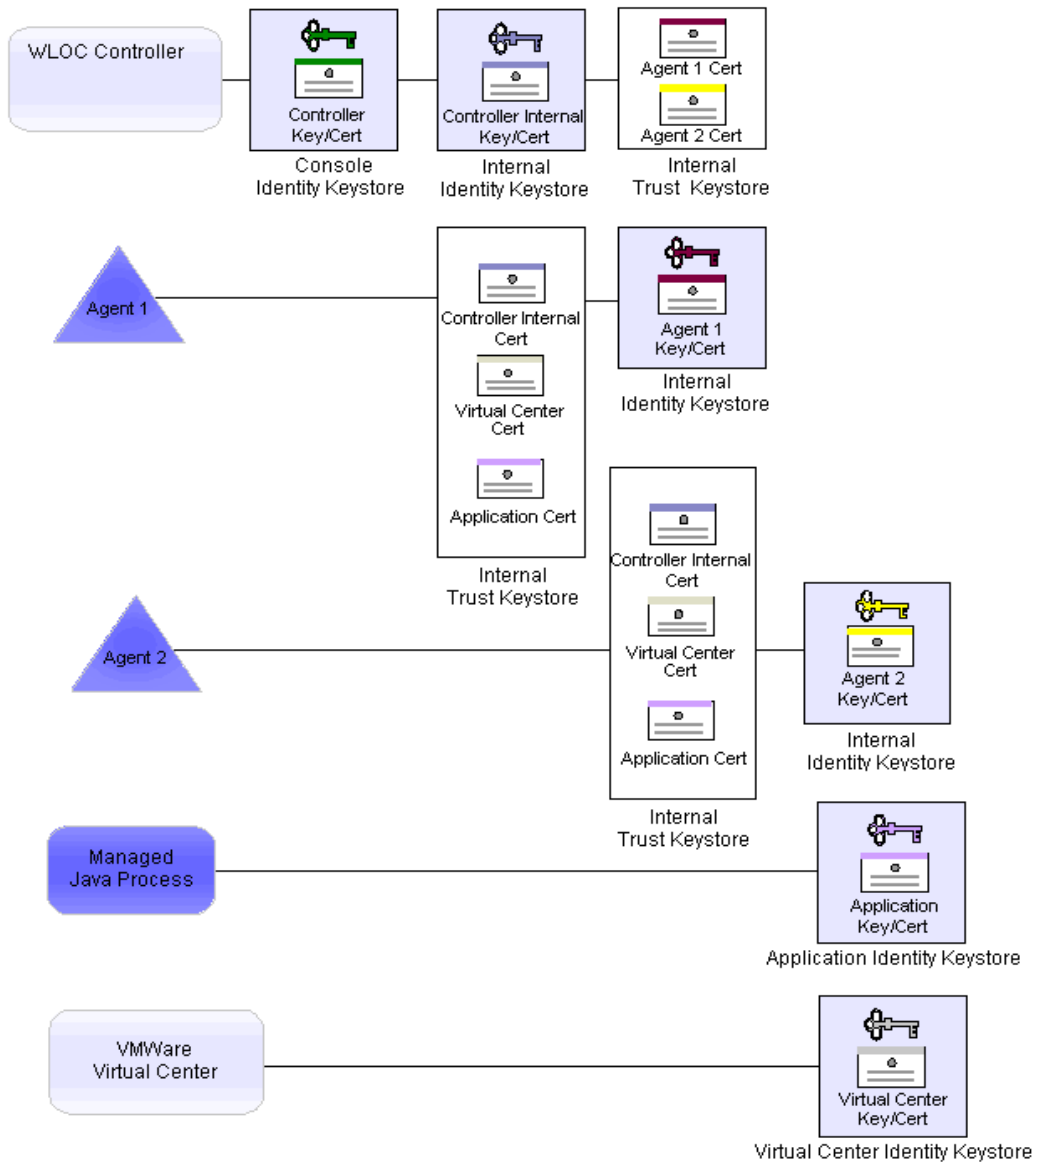 WLOC Controller
Controller
Key/Cert
Console
Identity Keystore
Controller Internal
Key/Cert
Internal
Identity Keystore
Agent 1 Cert
Agent 2 Cert
Internal
Trust Keystore
Agent 1
Controller Internal
Cert
Virtual Center
Cert
Application Cert
Internal
Trust Keystore
Agent 1
Key/Cert
Internal
Identity Keystore
Agent 2
Controller Internal
Cert
Virtual Center
Cert
Application Cert
Internal
Trust Keystore
Agent 2
Key/Cert
Internal
Identity Keystore
Managed
Java Process
Application
Key/Cert
Application Identity Keystore
VMWare
Virtual Center
Virtual Center
Key/Cert
Virtual Center Identity Keystore